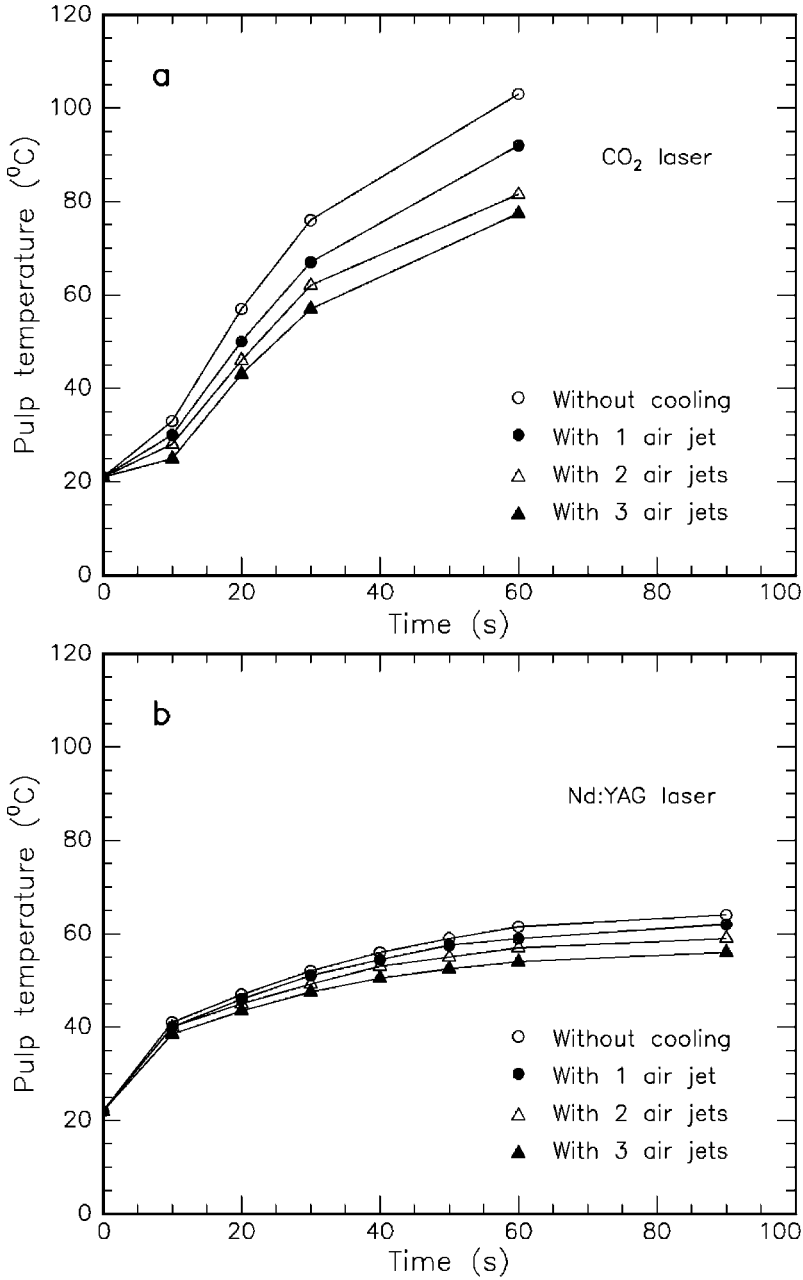 120
a
100
CO₂ laser
80
60
40
20
0
Pulp temperature (⁰C)
Without cooling
With 1 air jet
With 2 air jets
With 3 air jets
0 20 40 60 80 100
Time (s)
120
b
100
Nd:YAG laser
80
60
40
20
0
Pulp temperature (⁰C)
Without cooling
With 1 air jet
With 2 air jets
With 3 air jets
0 20 40 60 80 100
Time (s)